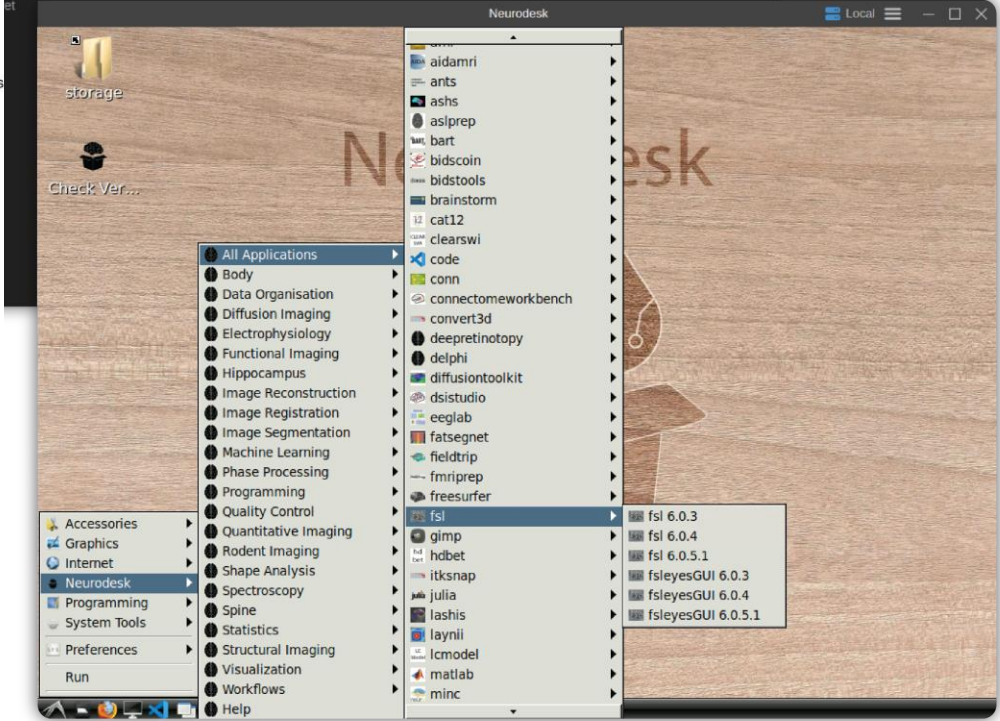 et
s
Neurodesk
Local
storage
Check Ver...
Accessories
Graphics
Internet
Neurodesk
Programming
System Tools
Preferences
Run
All Applications
Body
Data Organisation
Diffusion Imaging
Electrophysiology
Functional Imaging
Hippocampus
Image Reconstruction
Image Registration
Image Segmentation
Machine Learning
Phase Processing
Programming
Quality Control
Quantitative Imaging
Rodent Imaging
Shape Analysis
Spectroscopy
Spine
Statistics
Structural Imaging
Visualization
Workflows
Help
aidamri
ants
ashs
aslprep
bart
bidscoin
bidstools
brainstorm
cat12
clearswi
code
conn
connectomeworkbench
convert3d
deepretinotopy
delphi
diffusiontoolkit
dsistudio
eeglab
fatsegnet
fieldtrip
fmriprep
freesurfer
fsl
gimp
hdbet
itksnap
julia
lashis
laynii
lcmodel
matlab
minc
fsl 6.0.3
fsl 6.0.4
fsl 6.0.5.1
fsleyesGUI 6.0.3
fsleyesGUI 6.0.4
fsleyesGUI 6.0.5.1